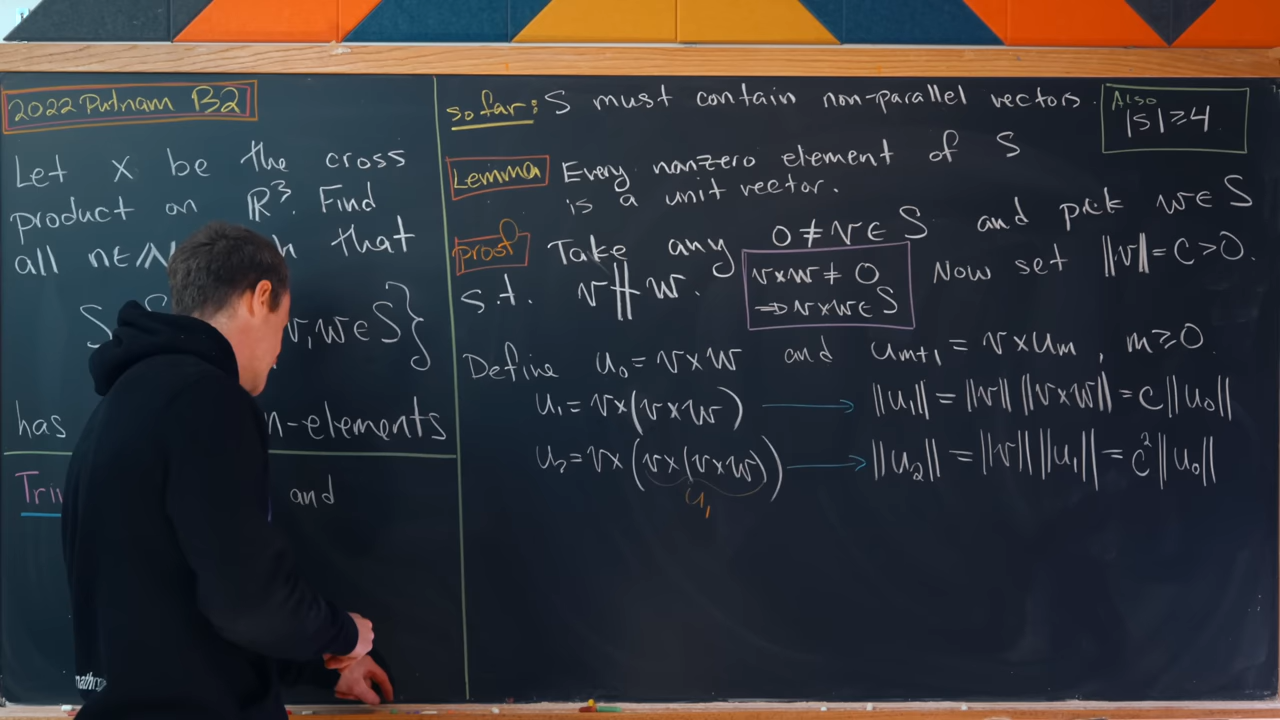 2022 Putnam B2
Let × be the cross
product on ℝ³. Find
all n∈ℕ that
S v,w∈S}
has n-elements
Triv and
so far: S must contain non-parallel vectors.
Also
|S|≥4
Lemma Every nonzero element of S
is a unit vector.
proof Take any 0≠v∈S and pick w∈S
s.t. v∦w. Now set ‖v‖=C>0.
v×w≠0
⇒v×w∈S
Define u₀=v×w and uₘ₊₁=v×uₘ, m≥0.
u₁=v×(v×w) → ‖u₁‖=‖v‖‖v×w‖=C‖u₀‖
u₂=v×(v×(v×w)) → ‖u₂‖=‖v‖‖u₁‖=C²‖u₀‖
u₁